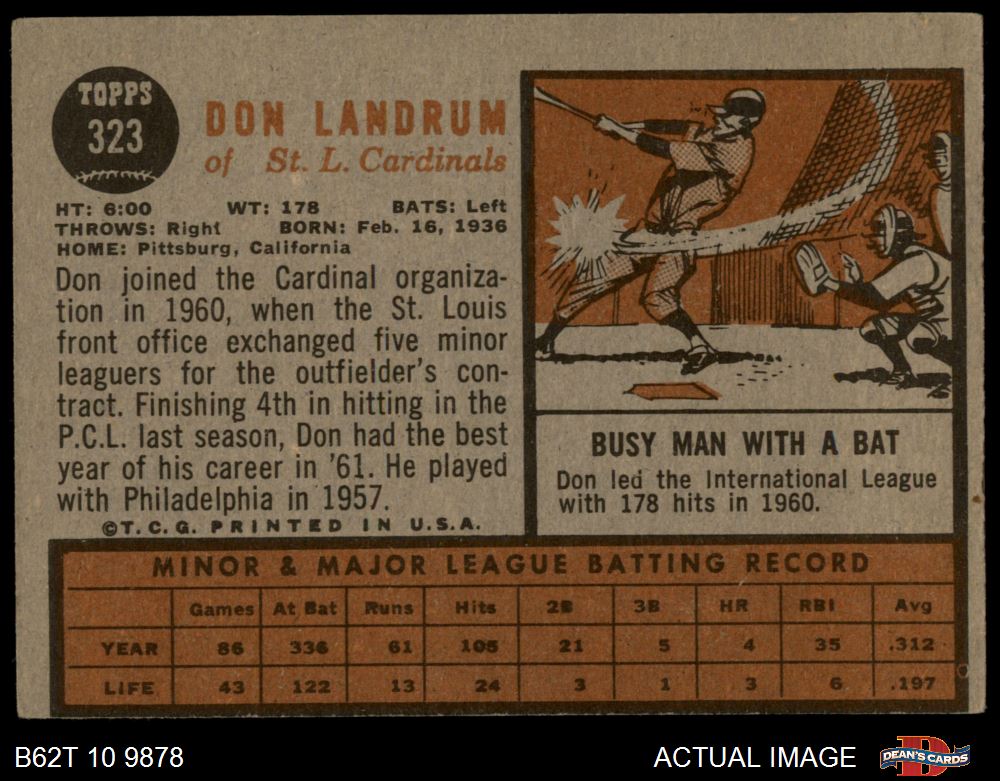 TOPPS
323
DON LANDRUM
of St. L. Cardinals
HT: 6:00 WT: 178 BATS: Left
THROWS: Right BORN: Feb. 16, 1936
HOME: Pittsburg, California
Don joined the Cardinal organiza-
tion in 1960, when the St. Louis
front office exchanged five minor
leaguers for the outfielder's con-
tract. Finishing 4th in hitting in the
P.C.L. last season, Don had the best
year of his career in '61. He played
with Philadelphia in 1957.
©T.C.G. PRINTED IN U.S.A.
BUSY MAN WITH A BAT
Don led the International League
with 178 hits in 1960.
MINOR & MAJOR LEAGUE BATTING RECORD
Games At Bat Runs Hits 2B 3B HR RBI Avg
YEAR 86 336 61 105 21 5 4 35 .312
LIFE 43 122 13 24 3 1 3 6 .197
B62T 10 9878 ACTUAL IMAGE
DEAN'S CARDS